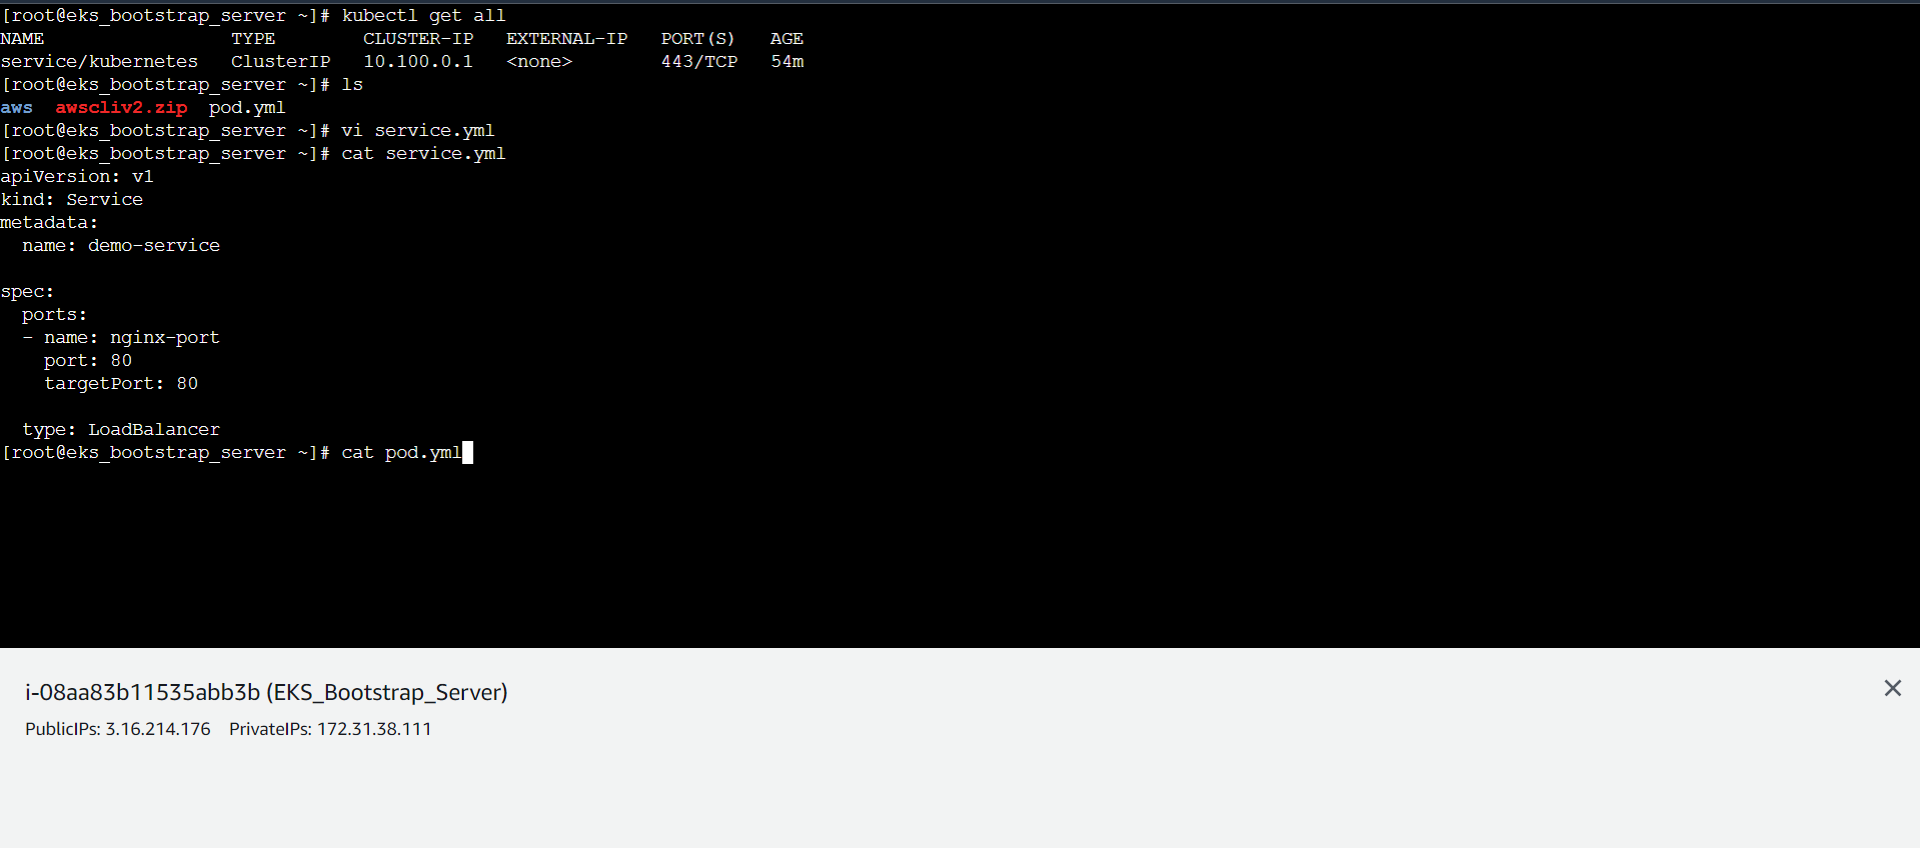 [root@eks_bootstrap_server ~]# kubectl get all
NAME                 TYPE        CLUSTER-IP   EXTERNAL-IP   PORT(S)   AGE
service/kubernetes   ClusterIP   10.100.0.1   <none>        443/TCP   54m
[root@eks_bootstrap_server ~]# ls
aws  awscliv2.zip  pod.yml
[root@eks_bootstrap_server ~]# vi service.yml
[root@eks_bootstrap_server ~]# cat service.yml
apiVersion: v1
kind: Service
metadata:
  name: demo-service

spec:
  ports:
  - name: nginx-port
    port: 80
    targetPort: 80

  type: LoadBalancer
[root@eks_bootstrap_server ~]# cat pod.yml
i-08aa83b11535abb3b (EKS_Bootstrap_Server)
PublicIPs: 3.16.214.176    PrivateIPs: 172.31.38.111